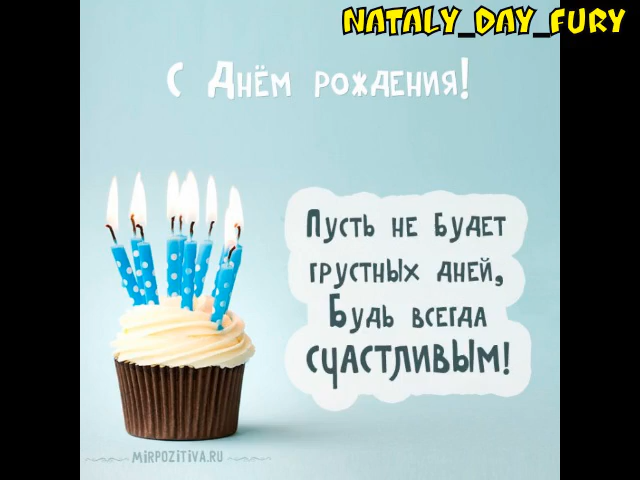 NATALY_DAY_FURY
С Днём рождения!
Пусть не будет
грустных дней,
Будь всегда
счастливым!
MIRPOZITIVA.RU